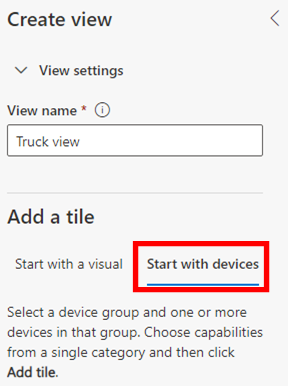 Create view
View settings
View name *
Truck view
Add a tile
Start with a visual Start with devices
Select a device group and one or more
devices in that group. Choose capabilities
from a single category and then click
Add tile.